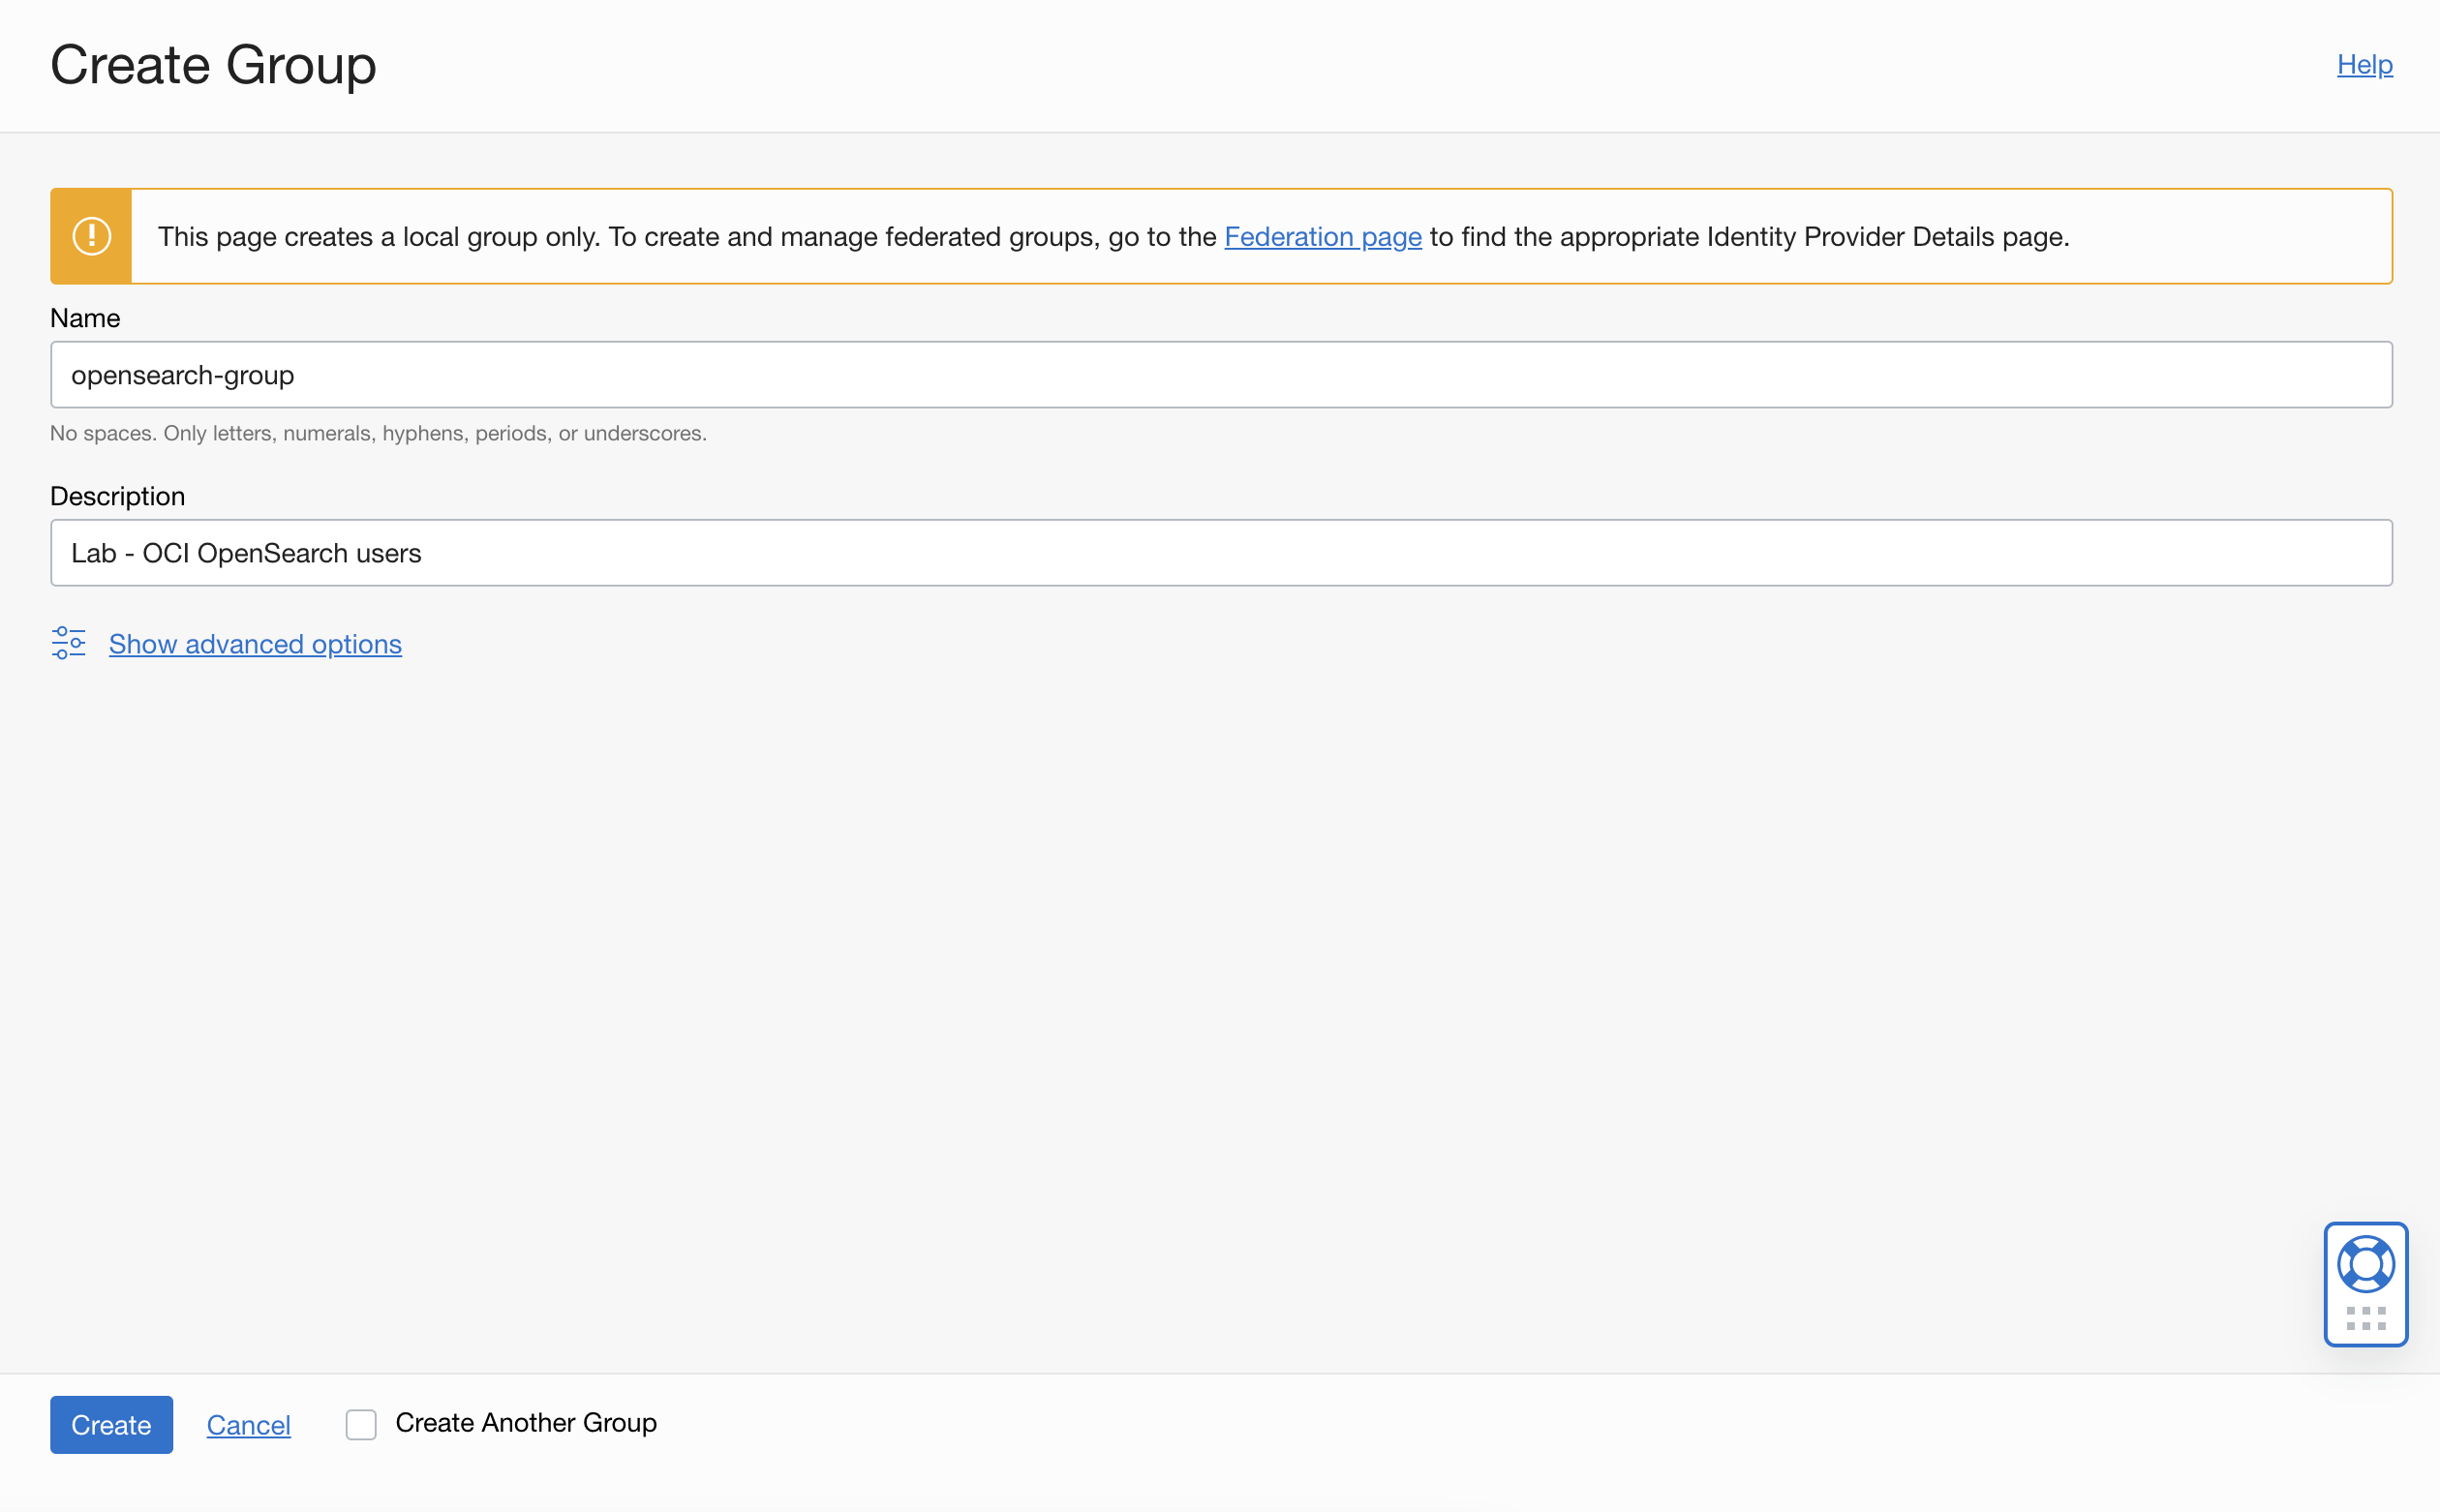 Create Group
Help
This page creates a local group only. To create and manage federated groups, go to the Federation page to find the appropriate Identity Provider Details page.
Name
opensearch-group
No spaces. Only letters, numerals, hyphens, periods, or underscores.
Description
Lab - OCI OpenSearch users
Show advanced options
Create
Cancel
Create Another Group